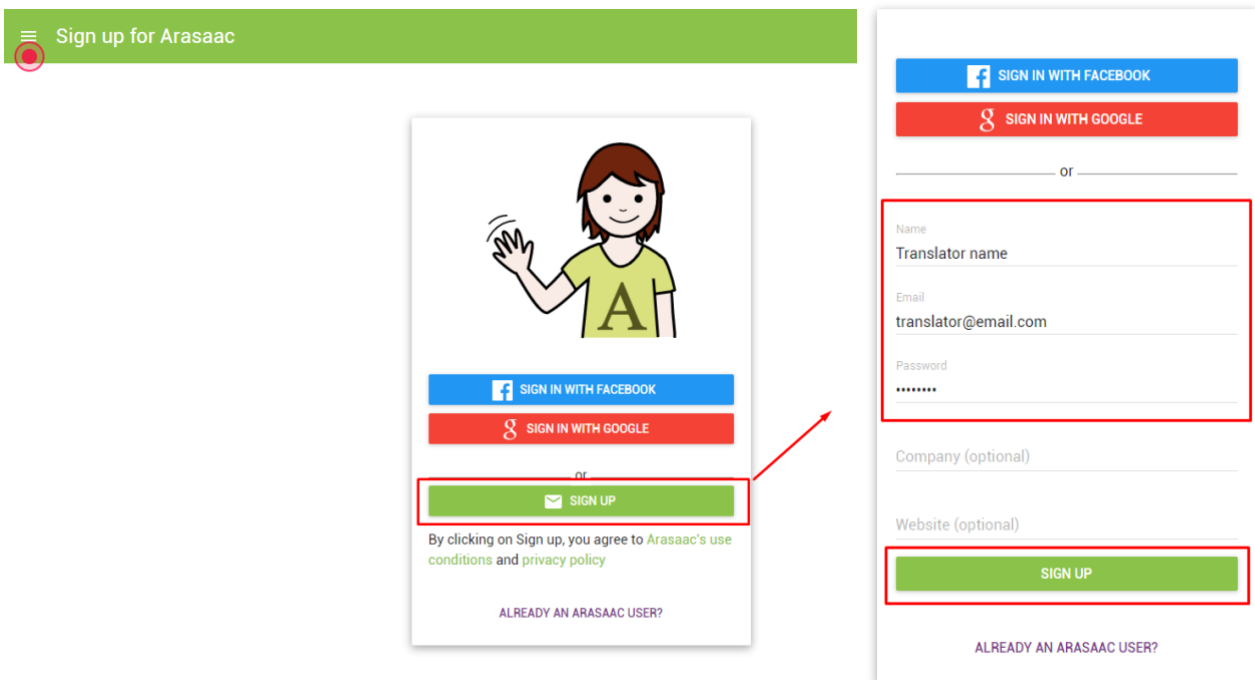 Sign up for Arasaac
A
SIGN IN WITH FACEBOOK
SIGN IN WITH GOOGLE
or
SIGN UP
By clicking on Sign up, you agree to Arasaac's use
conditions and privacy policy
ALREADY AN ARASAAC USER?
SIGN IN WITH FACEBOOK
SIGN IN WITH GOOGLE
or
Name
Translator name
Email
translator@email.com
Password
••••••••
Company (optional)
Website (optional)
SIGN UP
ALREADY AN ARASAAC USER?